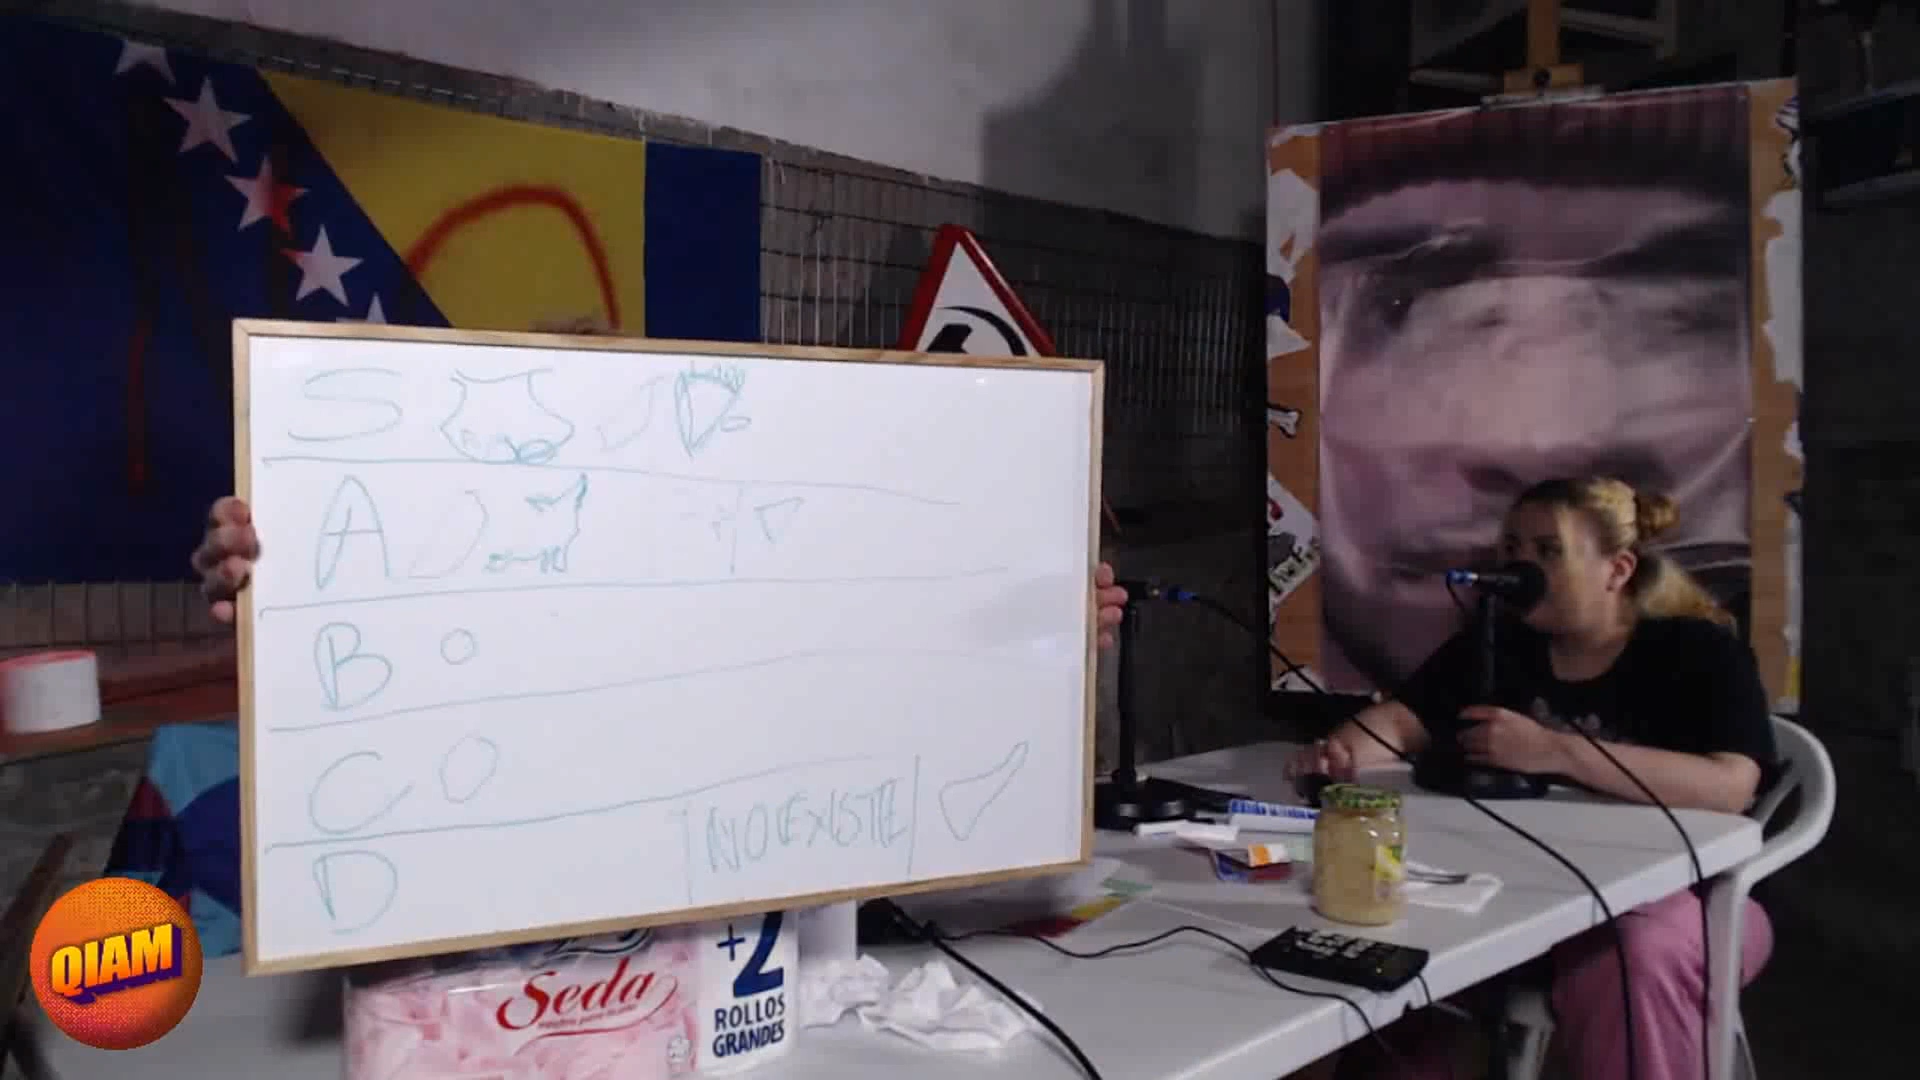 S
A
B
C
D
NO EXISTE
Seda
+2
ROLLOS
GRANDES
QIAM